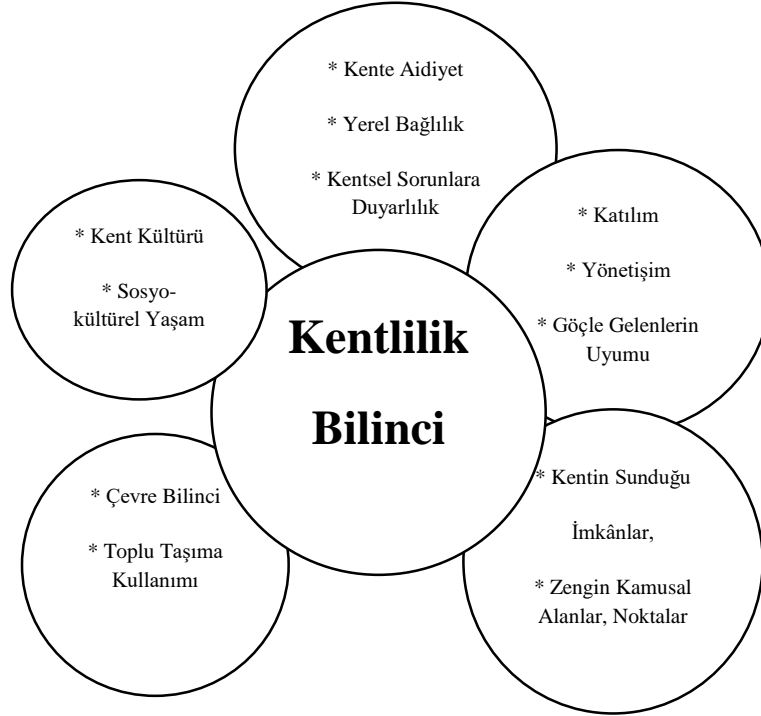 * Kente Aidiyet
* Yerel Bağlılık
* Kentsel Sorunlara
Duyarlılık
* Katılım
* Yönetişim
* Göçle Gelenlerin
Uyumu
* Kent Kültürü
* Sosyo-
kültürel Yaşam
Kentlilik
Bilinci
* Kentin Sunduğu
İmkânlar,
* Zengin Kamusal
Alanlar, Noktalar
* Çevre Bilinci
* Toplu Taşıma
Kullanımı